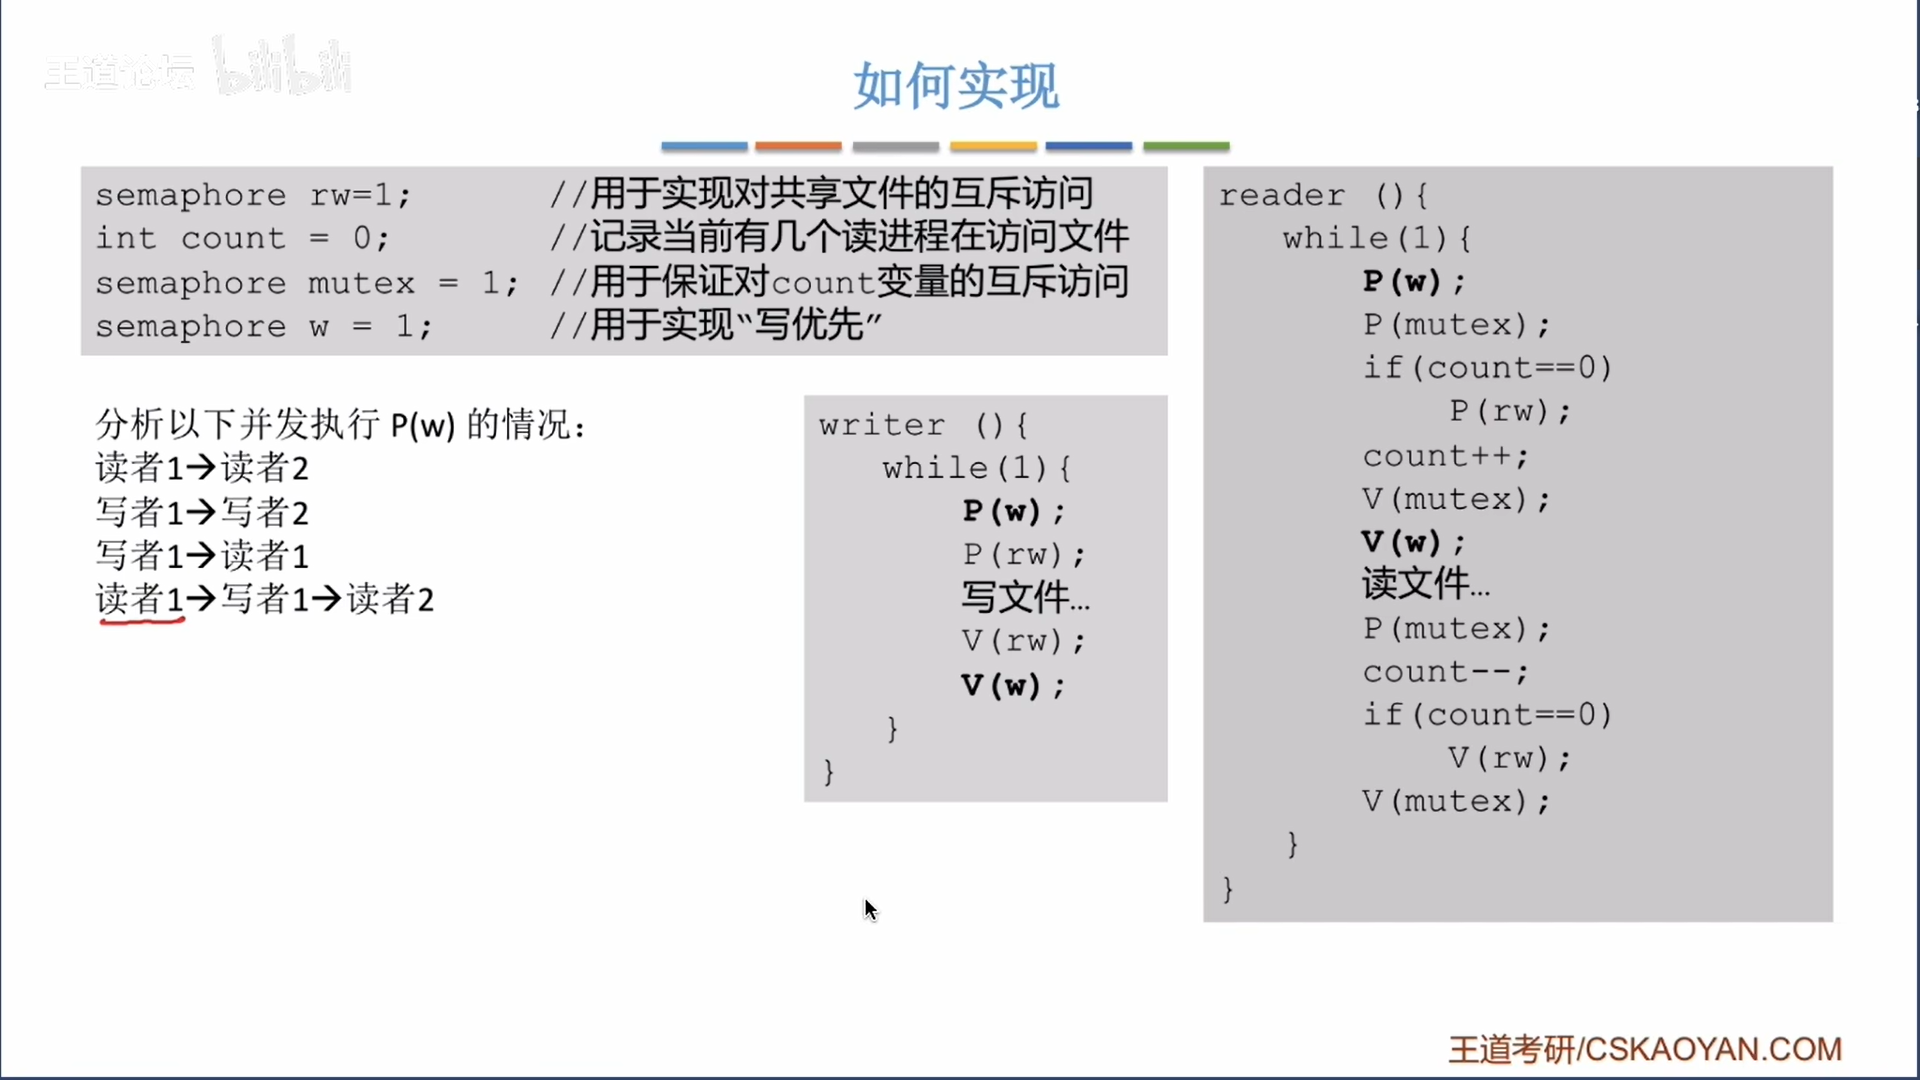 王道论坛 bilibili
如何实现
semaphore rw=1; //用于实现对共享文件的互斥访问
int count = 0; //记录当前有几个读进程在访问文件
semaphore mutex = 1; //用于保证对count变量的互斥访问
semaphore w = 1; //用于实现“写优先”
分析以下并发执行 P(w) 的情况：
读者1→读者2
写者1→写者2
写者1→读者1
读者1→写者1→读者2
writer (){
while(1){
P(w);
P(rw);
写文件…
V(rw);
V(w);
}
}
reader (){
while(1){
P(w);
P(mutex);
if(count==0)
P(rw);
count++;
V(mutex);
V(w);
读文件…
P(mutex);
count--;
if(count==0)
V(rw);
V(mutex);
}
}
王道考研/CSKAOYAN.COM